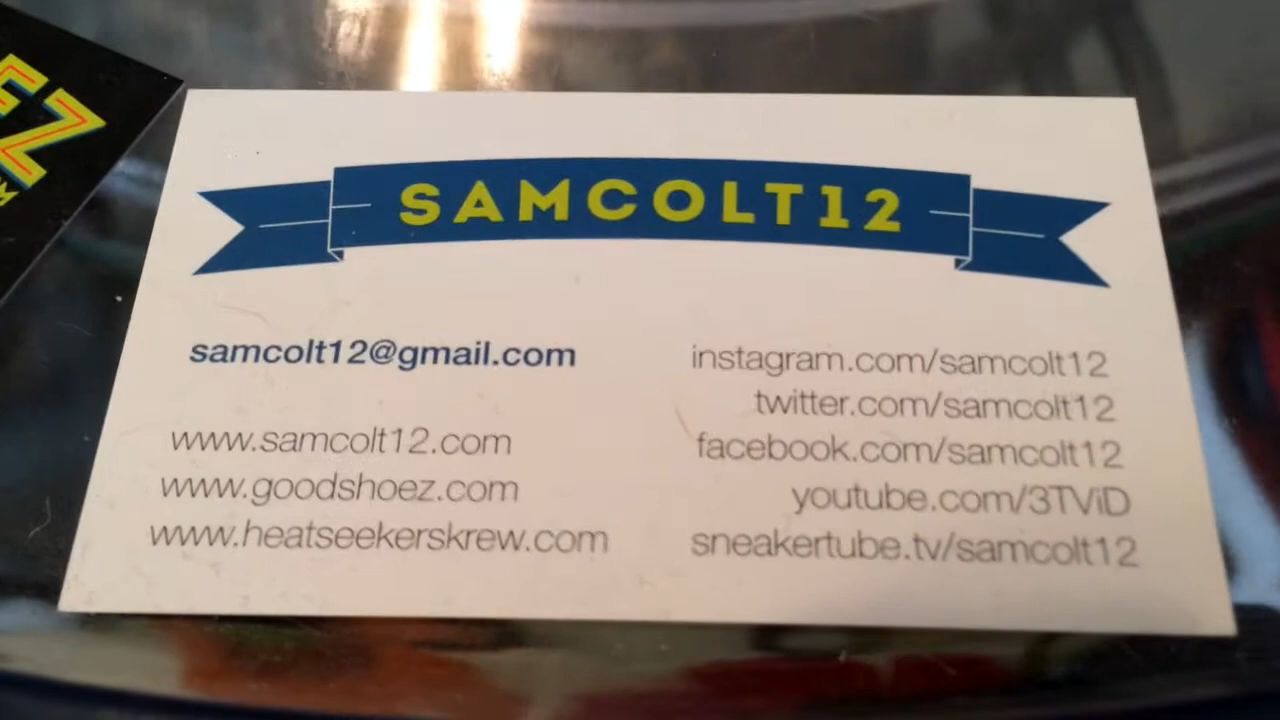 EZ
SAMCOLT12
samcolt12@gmail.com
www.samcolt12.com
www.goodshoez.com
www.heatseekerskrew.com
instagram.com/samcolt12
twitter.com/samcolt12
facebook.com/samcolt12
youtube.com/3TViD
sneakertube.tv/samcolt12